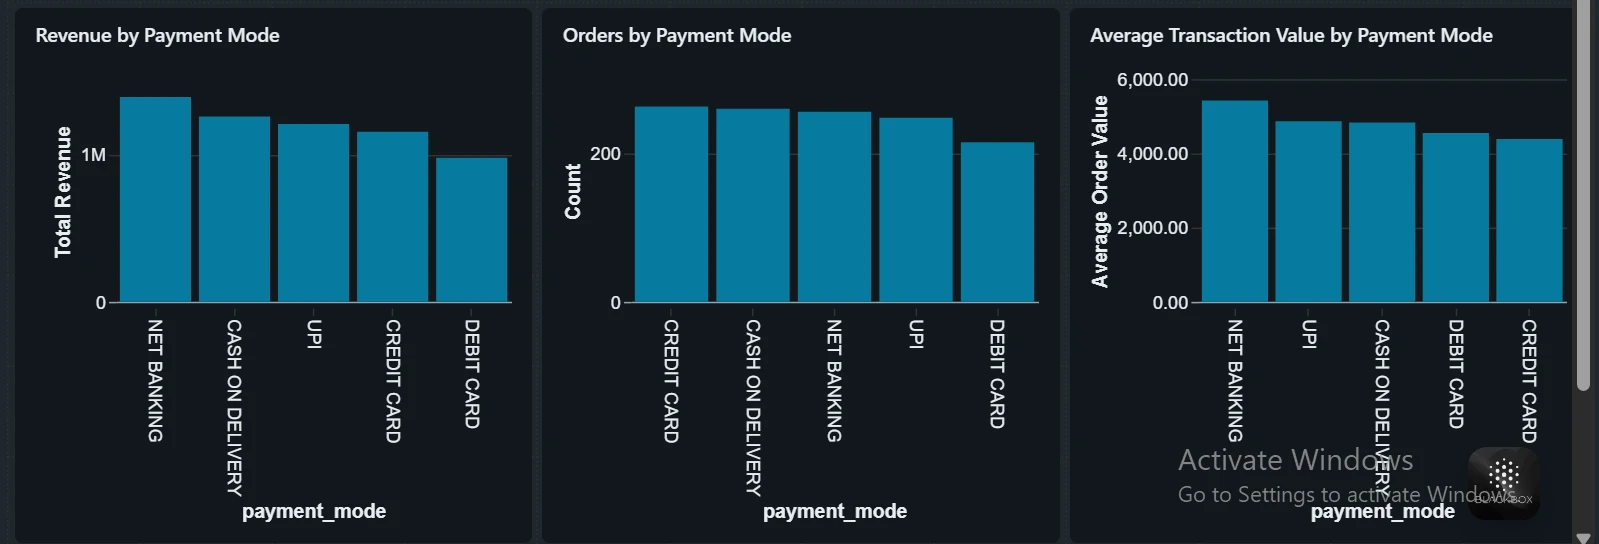 Revenue by Payment Mode
Total Revenue
1M
0
NET BANKING
CASH ON DELIVERY
UPI
CREDIT CARD
DEBIT CARD
payment_mode
Orders by Payment Mode
Count
200
0
CREDIT CARD
CASH ON DELIVERY
NET BANKING
UPI
DEBIT CARD
payment_mode
Average Transaction Value by Payment Mode
Average Order Value
6,000.00
4,000.00
2,000.00
0.00
NET BANKING
UPI
CASH ON DELIVERY
DEBIT CARD
CREDIT CARD
payment_mode
Activate Windows
Go to Settings to activate Windows.
BLACKBOX